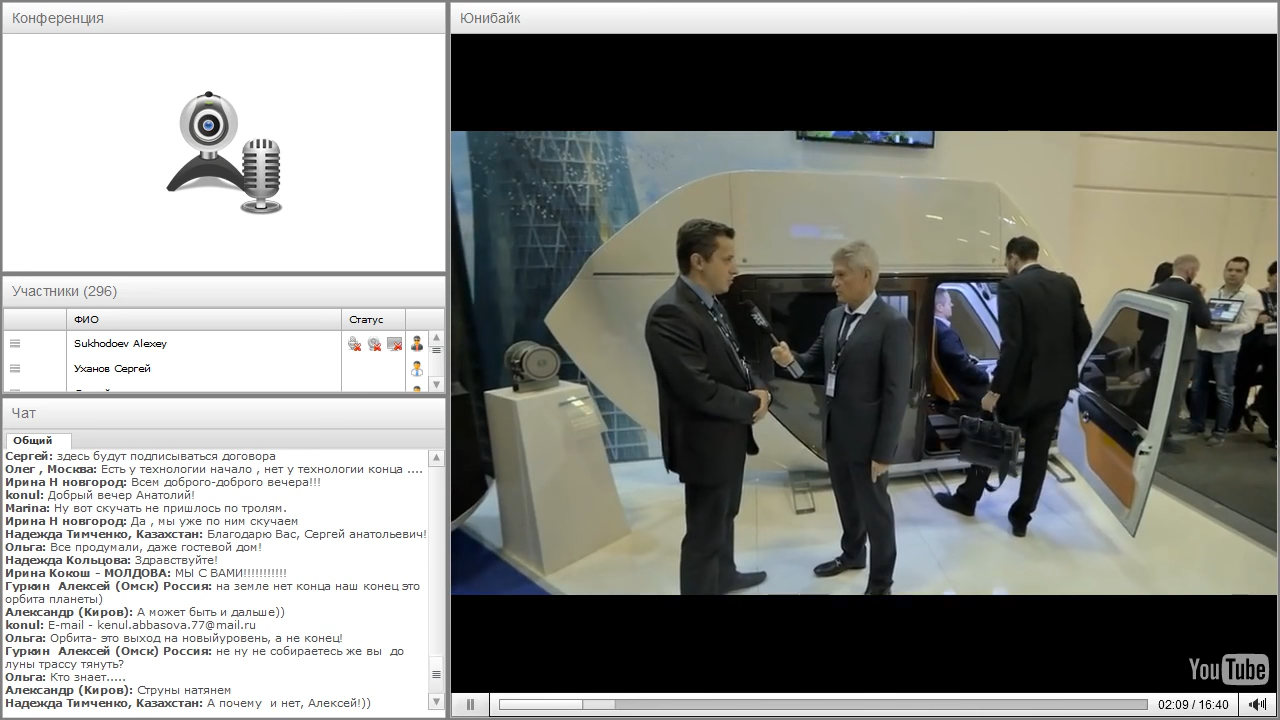 Конференция
Юнибайк
Участники (296)
ФИО
Статус
Sukhodoev Alexey
Уханов Сергей
Чат
Общий
Сергей: здесь будут подписываться договора
Олег , Москва: Есть у технологии начало , нет у технологии конца ....
Ирина Н новгород: Всем доброго-доброго вечера!!!
konul: Добрый вечер Анатолий!
Marina: Ну вот скучать не пришлось по тролям.
Ирина Н новгород: Да , мы уже по ним скучаем
Надежда Тимченко, Казахстан: Благодарю Вас, Сергей анатольевич!
Ольга: Все продумали, даже гостевой дом!
Надежда Кольцова: Здравствуйте!
Ирина Кокош - МОЛДОВА: МЫ С ВАМИ!!!!!!!!!!!
Гуркин  Алексей (Омск) Россия: на земле нет конца наш конец это
орбита планеты)
Александр (Киров): А может быть и дальше))
konul: E-mail - kenul.abbasova.77@mail.ru
Ольга: Орбита- это выход на новыйуровень, а не конец!
Гуркин  Алексей (Омск) Россия: не ну не собираетесь же вы  до
луны трассу тянуть?
Ольга: Кто знает.....
Александр (Киров): Струны натянем
Надежда Тимченко, Казахстан: А почему  и нет, Алексей!))
YouTube
02:09 / 16:40